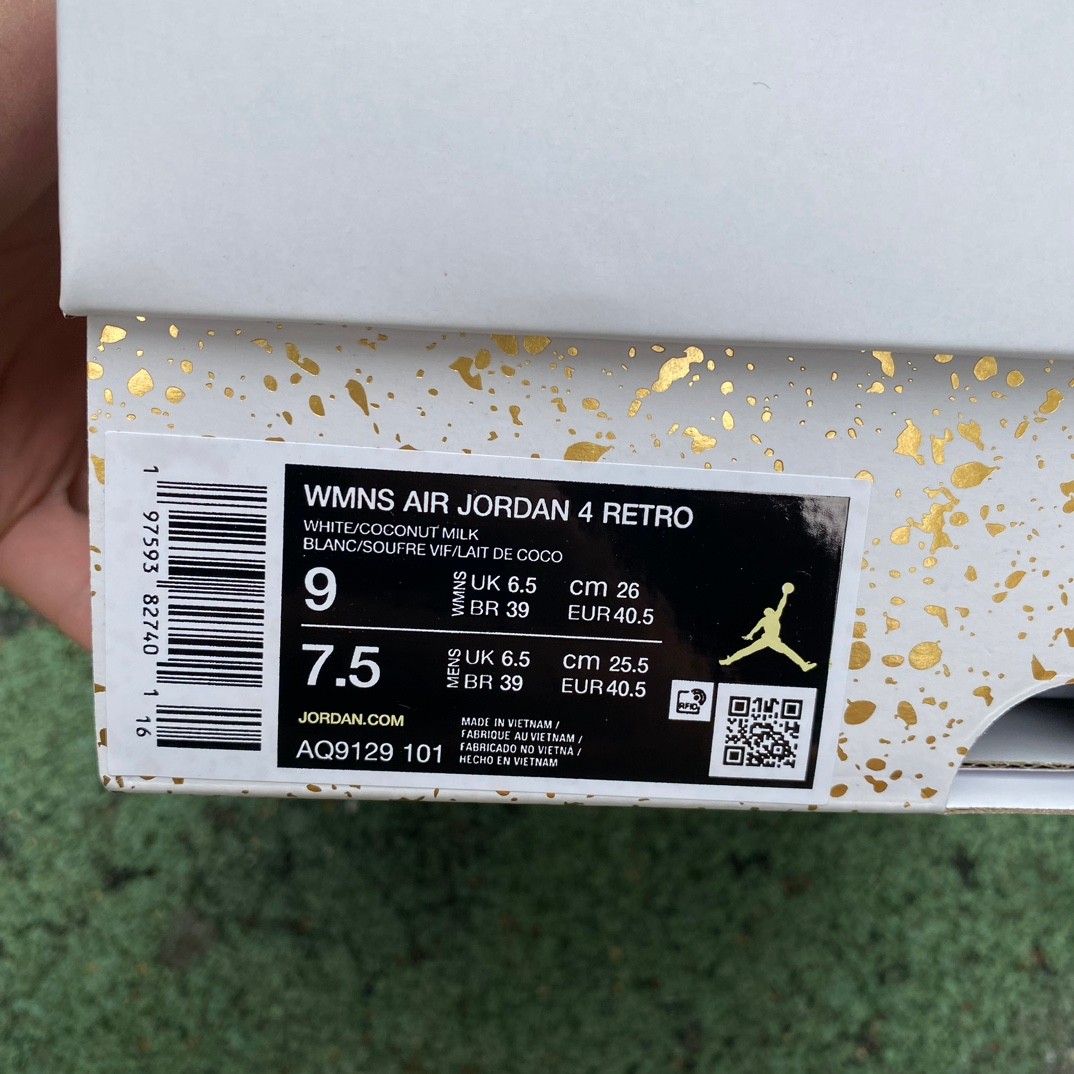 WMNS AIR JORDAN 4 RETRO
WHITE/COCONUT MILK
BLANC/SOUFRE VIF/LAIT DE COCO
9 WMNS UK 6.5 cm 26
BR 39 EUR 40.5
7.5 MENS UK 6.5 cm 25.5
BR 39 EUR 40.5
JORDAN.COM
AQ9129 101
MADE IN VIETNAM /
FABRIQUE AU VIETNAM /
FABRICADO NO VIETNÃ /
HECHO EN VIETNAM
RFID
1 97593 82740 1 16